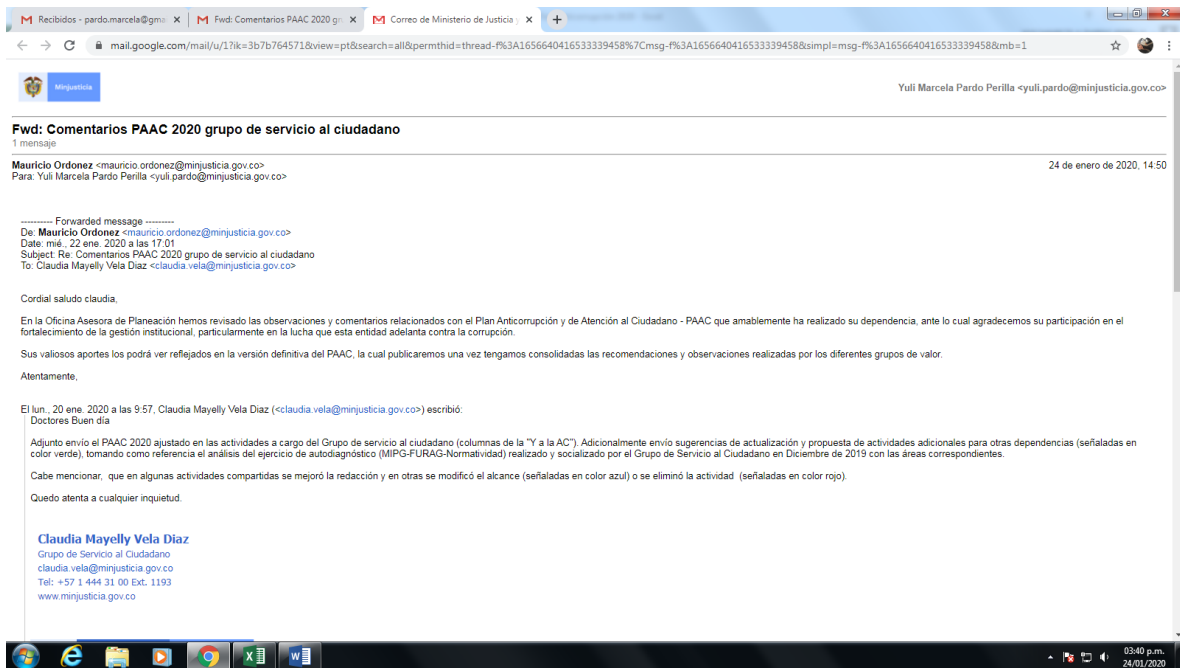 Recibidos - pardo.marcela@gma
Fwd: Comentarios PAAC 2020 gr
Correo de Ministerio de Justicia y
mail.google.com/mail/u/1?ik=3b7b764571&view=pt&search=all&permthid=thread-f%3A1656640416533339458%7Cmsg-f%3A1656640416533339458&simpl=msg-f%3A1656640416533339458&mb=1
Minjusticia
Yuli Marcela Pardo Perilla <yuli.pardo@minjusticia.gov.co>
Fwd: Comentarios PAAC 2020 grupo de servicio al ciudadano
1 mensaje
Mauricio Ordonez <mauricio.ordonez@minjusticia.gov.co> 24 de enero de 2020, 14:50
Para: Yuli Marcela Pardo Perilla <yuli.pardo@minjusticia.gov.co>
---------- Forwarded message ---------
De: Mauricio Ordonez <mauricio.ordonez@minjusticia.gov.co>
Date: mié., 22 ene. 2020 a las 17:01
Subject: Re: Comentarios PAAC 2020 grupo de servicio al ciudadano
To: Claudia Mayelly Vela Diaz <claudia.vela@minjusticia.gov.co>
Cordial saludo claudia,
En la Oficina Asesora de Planeación hemos revisado las observaciones y comentarios relacionados con el Plan Anticorrupción y de Atención al Ciudadano - PAAC que amablemente ha realizado su dependencia, ante lo cual agradecemos su participación en el
fortalecimiento de la gestión institucional, particularmente en la lucha que esta entidad adelanta contra la corrupción.
Sus valiosos aportes los podrá ver reflejados en la versión definitiva del PAAC, la cual publicaremos una vez tengamos consolidadas las recomendaciones y observaciones realizadas por los diferentes grupos de valor.
Atentamente,
El lun., 20 ene. 2020 a las 9:57, Claudia Mayelly Vela Diaz (<claudia.vela@minjusticia.gov.co>) escribió:
Doctores Buen día
Adjunto envío el PAAC 2020 ajustado en las actividades a cargo del Grupo de servicio al ciudadano (columnas de la "Y a la AC"). Adicionalmente envío sugerencias de actualización y propuesta de actividades adicionales para otras dependencias (señaladas en
color verde), tomando como referencia el análisis del ejercicio de autodiagnóstico (MIPG-FURAG-Normatividad) realizado y socializado por el Grupo de Servicio al Ciudadano en Diciembre de 2019 con las áreas correspondientes.
Cabe mencionar, que en algunas actividades compartidas se mejoró la redacción y en otras se modificó el alcance (señaladas en color azul) o se eliminó la actividad (señaladas en color rojo).
Quedo atenta a cualquier inquietud.
Claudia Mayelly Vela Diaz
Grupo de Servicio al Ciudadano
claudia.vela@minjusticia.gov.co
Tel: +57 1 444 31 00 Ext. 1193
www.minjusticia.gov.co
03:40 p.m.
24/01/2020